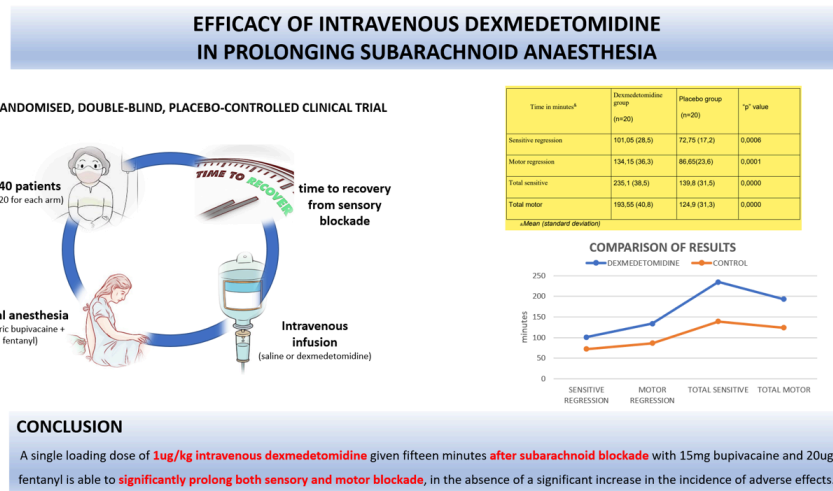 EFFICACY OF INTRAVENOUS DEXMEDETOMIDINE
IN PROLONGING SUBARACHNOID ANAESTHESIA
ANDOMISED, DOUBLE-BLIND, PLACEBO-CONTROLLED CLINICAL TRIAL
40 patients
20 for each arm)
TIME TO RECOVER
time to recovery
from sensory
blockade
al anesthesia
ric bupivacaine +
fentanyl)
Intravenous
infusion
(saline or dexmedetomidine)
Time in minutesª Dexmedetomidine group (n=20) Placebo group (n=20) "p" value
Sensitive regression 101,05 (28,5) 72,75 (17,2) 0,0006
Motor regression 134,15 (36,3) 86,65(23,6) 0,0001
Total sensitive 235,1 (38,5) 139,8 (31,5) 0,0000
Total motor 193,55 (40,8) 124,9 (31,3) 0,0000
ªMean (standard deviation)
COMPARISON OF RESULTS
DEXMEDETOMIDINE CONTROL
250
200
150
100
50
0
minutes
SENSITIVE REGRESSION MOTOR REGRESSION TOTAL SENSITIVE TOTAL MOTOR
CONCLUSION
A single loading dose of 1ug/kg intravenous dexmedetomidine given fifteen minutes after subarachnoid blockade with 15mg bupivacaine and 20ug
fentanyl is able to significantly prolong both sensory and motor blockade, in the absence of a significant increase in the incidence of adverse effects